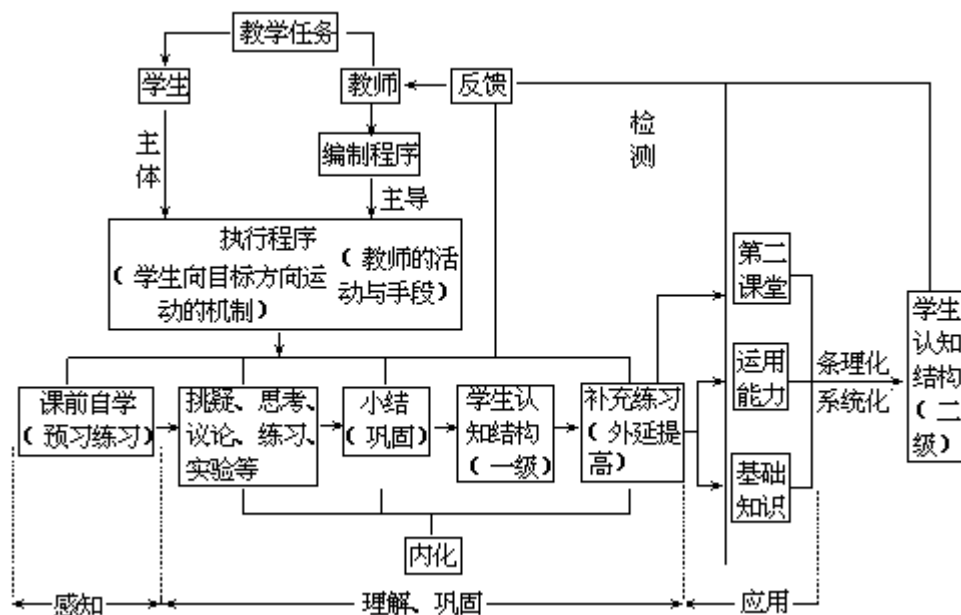 教学任务
学生
教师
反馈
主体
编制程序
主导
检测
执行程序
（学生向目标方向运动的机制）
（教师的活动与手段）
第二
课堂
运用
能力
基础
知识
条理化
系统化
学生
认知
结构
（二
级）
课前自学
（预习练习）
挑疑、思考、
议论、练习、
实验等
小结
（巩固）
学生认
知结构
（一级）
补充练习
（外延提
高）
内化
感知
理解、巩固
应用